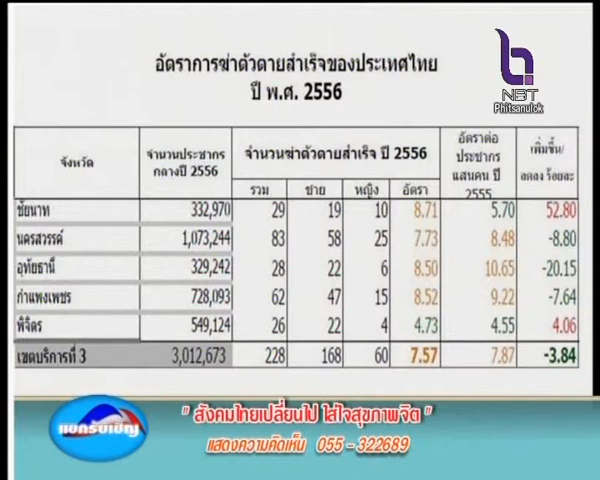 อัตราการฆ่าตัวตายสำเร็จของประเทศไทย
ปี พ.ศ. 2556
NBT
Phitsanulok
จังหวัด จำนวนประชากร กลางปี 2556 จำนวนฆ่าตัวตายสำเร็จ ปี 2556 อัตราต่อ ประชากร แสนคน ปี 2555 เพิ่มขึ้น/ ลดลง ร้อยละ
รวม ชาย หญิง อัตรา
ชัยนาท 332,970 29 19 10 8.71 5.70 52.80
นครสวรรค์ 1,073,244 83 58 25 7.73 8.48 -8.80
อุทัยธานี 329,242 28 22 6 8.50 10.65 -20.15
กำแพงเพชร 728,093 62 47 15 8.52 9.22 -7.64
พิจิตร 549,124 26 22 4 4.73 4.55 4.06
เขตบริการที่ 3 3,012,673 228 168 60 7.57 7.87 -3.84
แขกรับเชิญ
" สังคมไทยเปลี่ยนไป ใส่ใจสุขภาพจิต "
แสดงความคิดเห็น 055 - 322689